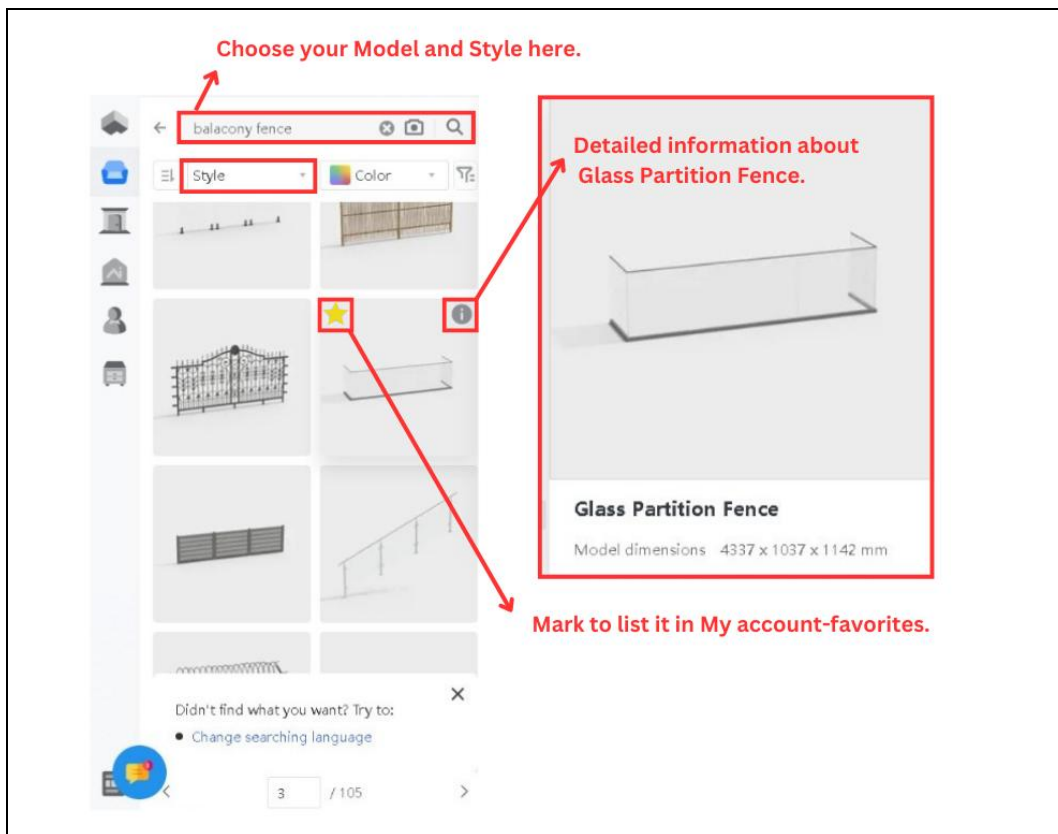 Choose your Model and Style here.
balacony fence
Style
Color
Detailed information about
Glass Partition Fence.
Glass Partition Fence
Model dimensions 4337 x 1037 x 1142 mm
Mark to list it in My account-favorites.
Didn't find what you want? Try to:
• Change searching language
3 / 105